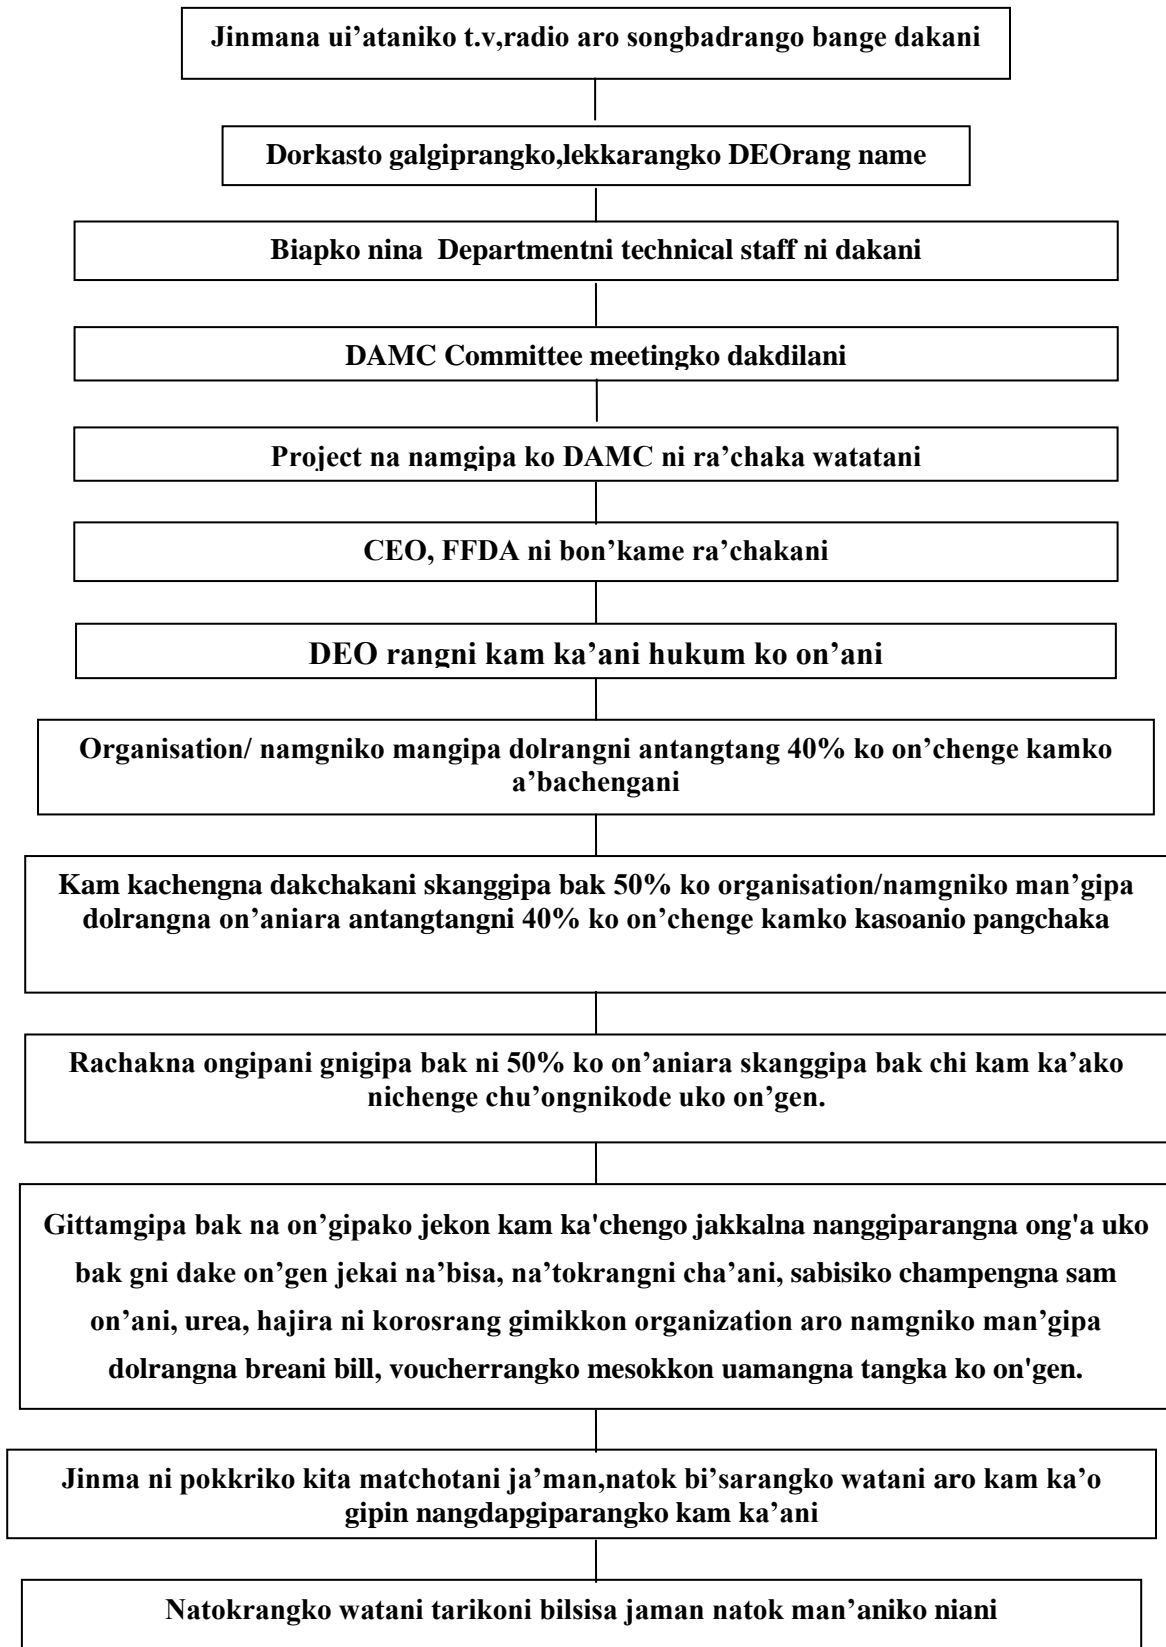 Jinmana ui’ataniko t.v,radio aro songbadrango bange dakani
Dorkasto galgiprangko,lekkarangko DEOrang name
Biapko nina Departmentni technical staff ni dakani
DAMC Committee meetingko dakdilani
Project na namgipa ko DAMC ni ra’chaka watatani
CEO, FFDA ni bon’kame ra’chakani
DEO rangni kam ka’ani hukum ko on’ani
Organisation/ namgniko mangipa dolrangni antangtang 40% ko on’chenge kamko
a’bachengani
Kam kachengna dakchakani skanggipa bak 50% ko organisation/namgniko man’gipa
dolrangna on’aniara antangtangni 40% ko on’chenge kamko kasoanio pangchaka
Rachakna ongipani gnigipa bak ni 50% ko on’aniara skanggipa bak chi kam ka’ako
nichenge chu’ongnikode uko on’gen.
Gittamgipa bak na on’gipako jekon kam ka'chengo jakkalna nanggiparangna ong'a uko
bak gni dake on’gen jekai na’bisa, na’tokrangni cha’ani, sabisiko champengna sam
on’ani, urea, hajira ni korosrang gimikkon organization aro namgniko man’gipa
dolrangna breani bill, voucherrangko mesokkon uamangna tangka ko on'gen.
Jinma ni pokkriko kita matchotani ja’man,natok bi’sarangko watani aro kam ka’o
gipin nangdapgiparangko kam ka’ani
Natokrangko watani tarikoni bilsisa jaman natok man’aniko niani